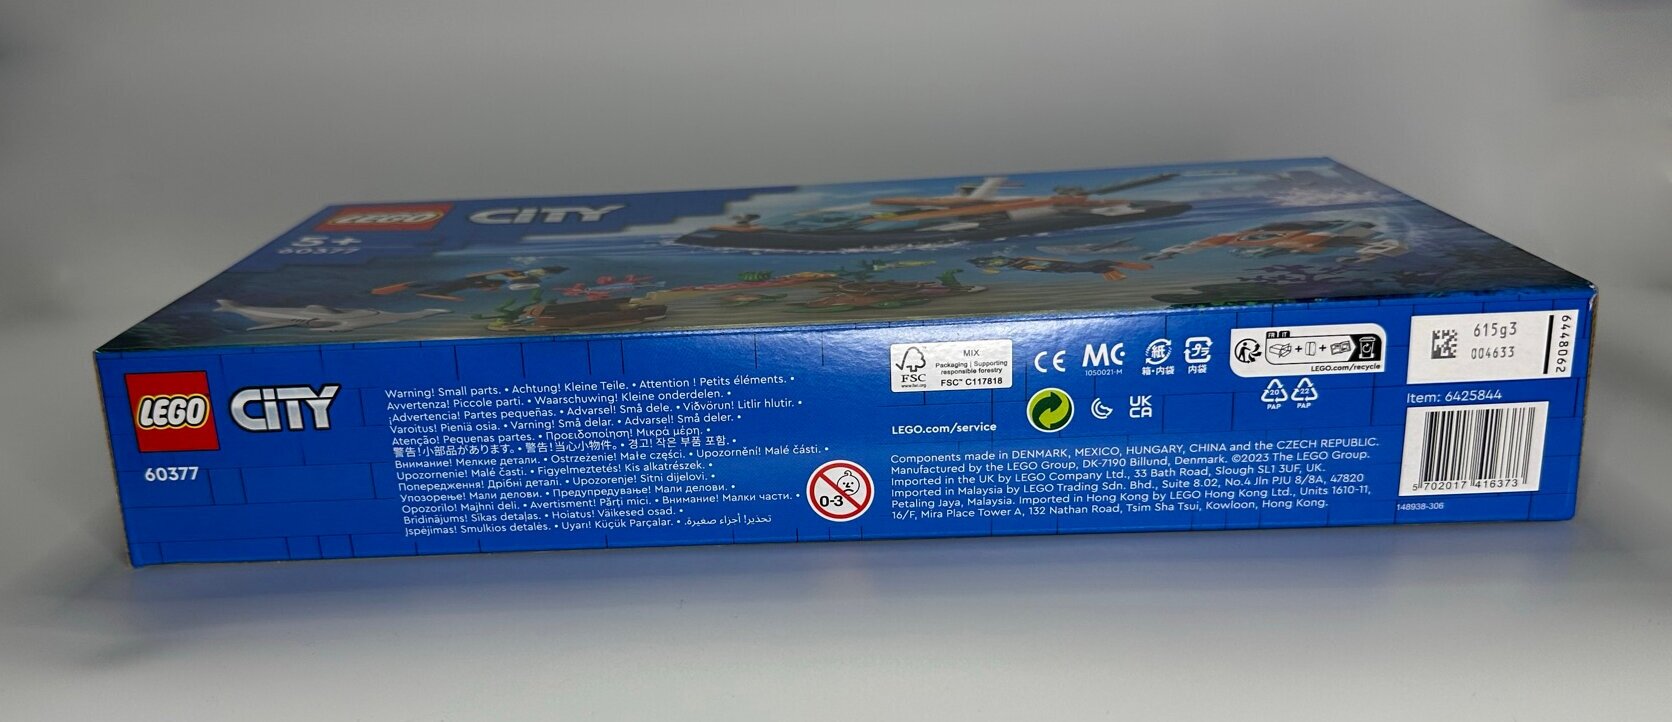 LEGO CITY
5+
60377
LEGO CITY
60377
Warning! Small parts. • Achtung! Kleine Teile. • Attention ! Petits éléments. •
Avvertenza! Piccole parti. • Waarschuwing! Kleine onderdelen. •
¡Advertencia! Partes pequeñas. • Advarsel! Små dele. • Viðvörun! Litlir hlutir. •
Varoitus! Pieniä osia. • Varning! Små delar. • Advarsel! Små deler. •
Atenção! Pequenas partes. • Προειδοποίηση! Μικρά μέρη. •
警告!小部品があります。• 警告!当心小物件。• 경고! 작은 부품 포함. •
Внимание! Мелкие детали. • Ostrzeżenie! Małe części. • Upozornění! Malé části. •
Upozornenie! Malé časti. • Figyelmeztetés! Kis alkatrészek. •
Попередження! Дрібні деталі. • Upozorenje! Sitni dijelovi. •
Упозорење! Мали делови. • Предупредување! Мали делови. •
Opozorilo! Majhni deli. • Avertisment! Părți mici. • Внимание! Малки части. •
Brīdinājums! Sīkas detaļas. • Hoiatus! Väikesed osad. •
Įspėjimas! Smulkios detalės. • Uyarı! Küçük Parçalar. • تحذير! أجزاء صغيرة.
0-3
FSC
www.fsc.org
MIX
Packaging | Supporting
responsible forestry
FSC™ C117818
CE
MC
1050021-M
紙
箱・内袋
プラ
内袋
FR IT
LEGO.com/recycle
UK
CA
20
PAP
22
PAP
LEGO.com/service
Components made in DENMARK, MEXICO, HUNGARY, CHINA and the CZECH REPUBLIC.
Manufactured by the LEGO Group, DK-7190 Billund, Denmark. ©2023 The LEGO Group.
Imported in the UK by LEGO Company Ltd., 33 Bath Road, Slough SL1 3UF, UK.
Imported in Malaysia by LEGO Trading Sdn. Bhd., Suite 8.02, No.4 Jln PJU 8/8A, 47820
Petaling Jaya, Malaysia. Imported in Hong Kong by LEGO Hong Kong Ltd., Units 1610-11,
16/F, Mira Place Tower A, 132 Nathan Road, Tsim Sha Tsui, Kowloon, Hong Kong.
615g3
004633
6448062
Item: 6425844
5 702017 416373
148938-306